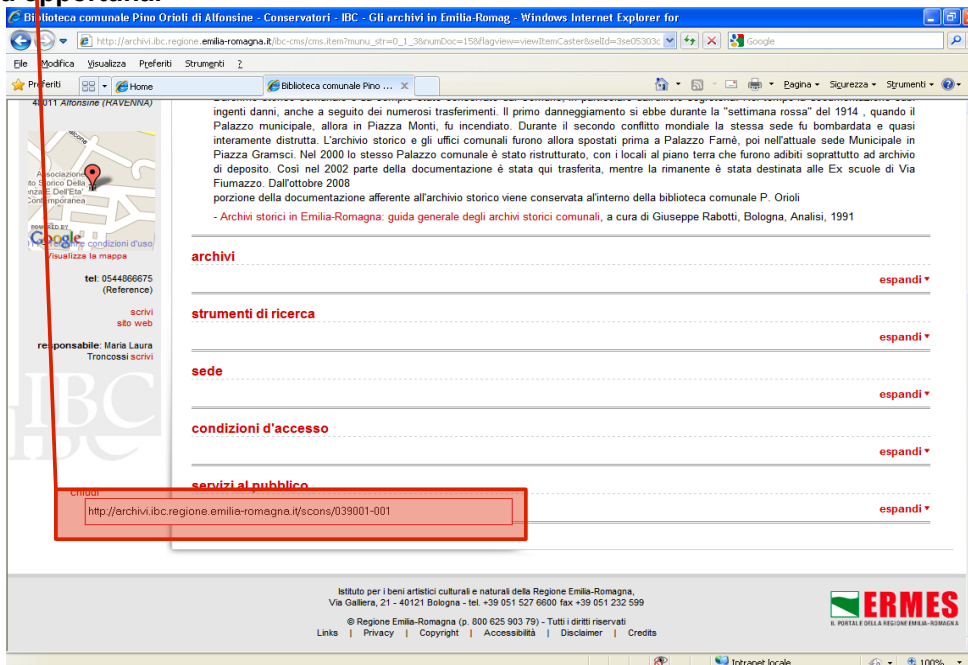 a opportuna.
Biblioteca comunale Pino Orioli di Alfonsine - Conservatori - IBC - Gli archivi in Emilia-Romag - Windows Internet Explorer for
http://archivi.ibc.regione.emilia-romagna.it/ibc-cms/cms.item?munu_str=0_1_3&numDoc=15&flagview=viewItemCaster&selId=3se05303c
Google
File Modifica Visualizza Preferiti Strumenti ?
Preferiti
Home
Biblioteca comunale Pino ...
Pagina
Sicurezza
Strumenti
48011 Alfonsine (RAVENNA)
ingenti danni, anche a seguito dei numerosi trasferimenti. Il primo danneggiamento si ebbe durante la "settimana rossa" del 1914 , quando il
Palazzo municipale, allora in Piazza Monti, fu incendiato. Durante il secondo conflitto mondiale la stessa sede fu bombardata e quasi
interamente distrutta. L'archivio storico e gli uffici comunali furono allora spostati prima a Palazzo Farnè, poi nell'attuale sede Municipale in
Piazza Gramsci. Nel 2000 lo stesso Palazzo comunale è stato ristrutturato, con i locali al piano terra che furono adibiti soprattutto ad archivio
di deposito. Così nel 2002 parte della documentazione è stata qui trasferita, mentre la rimanente è stata destinata alle Ex scuole di Via
Fiumazzo. Dall'ottobre 2008
porzione della documentazione afferente all'archivio storico viene conservata al'interno della biblioteca comunale P. Orioli
- Archivi storici in Emilia-Romagna: guida generale degli archivi storici comunali, a cura di Giuseppe Rabotti, Bologna, Analisi, 1991
Associazione
to Storico Della
enza E Dell'Eta'
Contemporanea
POWERED BY
Google
condizioni d'uso
Visualizza la mappa
tel: 0544866675
(Reference)
scrivi
sito web
responsabile: Maria Laura
Troncossi scrivi
IBC
archivi
espandi
strumenti di ricerca
espandi
sede
espandi
condizioni d'accesso
espandi
servizi al pubblico
espandi
chiudi
http://archivi.ibc.regione.emilia-romagna.it/scons/039001-001
Istituto per i beni artistici culturali e naturali della Regione Emilia-Romagna,
Via Galliera, 21 - 40121 Bologna - tel. +39 051 527 6600 fax +39 051 232 599
© Regione Emilia-Romagna (p. 800 625 903 79) - Tutti i diritti riservati
Links | Privacy | Copyright | Accessibilità | Disclaimer | Credits
ERMES
IL PORTALE DELLA REGIONE EMILIA-ROMAGNA
Intranet locale
100%